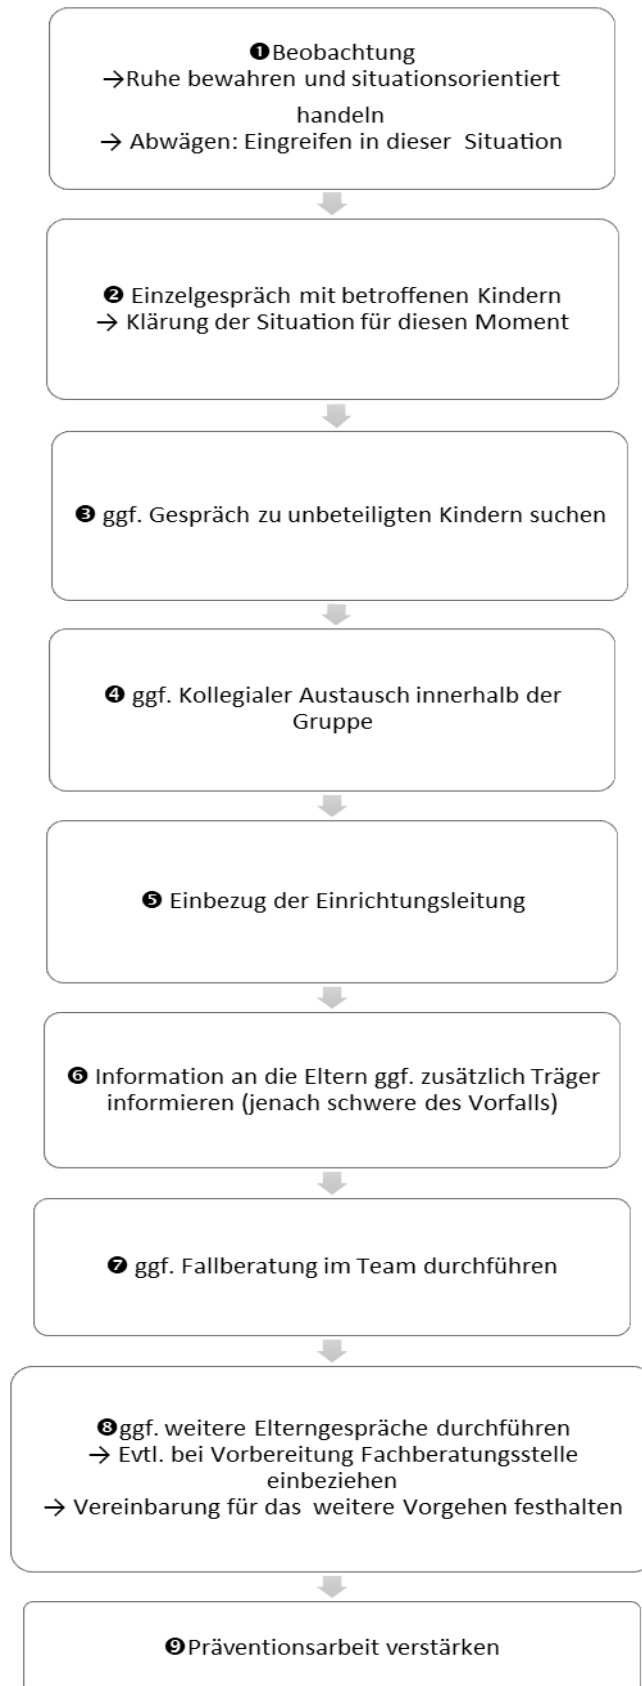 ❶Beobachtung
→Ruhe bewahren und situationsorientiert
handeln
→ Abwägen: Eingreifen in dieser Situation
❷ Einzelgespräch mit betroffenen Kindern
→ Klärung der Situation für diesen Moment
❸ ggf. Gespräch zu unbeteiligten Kindern suchen
❹ ggf. Kollegialer Austausch innerhalb der
Gruppe
❺ Einbezug der Einrichtungsleitung
❻ Information an die Eltern ggf. zusätzlich Träger
informieren (jenach schwere des Vorfalls)
❼ ggf. Fallberatung im Team durchführen
❽ggf. weitere Elterngespräche durchführen
→ Evtl. bei Vorbereitung Fachberatungsstelle
einbeziehen
→ Vereinbarung für das weitere Vorgehen festhalten
❾Präventionsarbeit verstärken